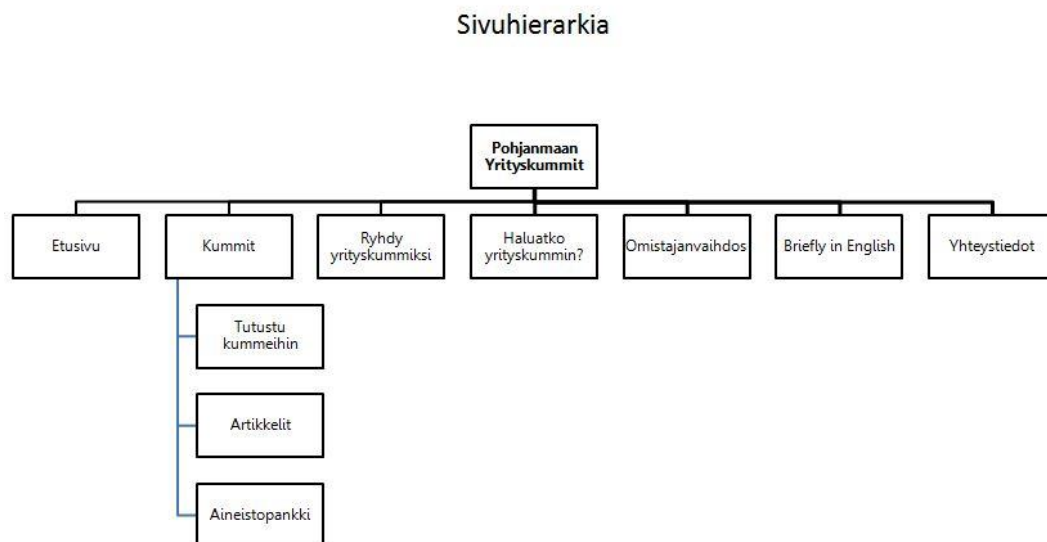 Sivuhierarkia
Pohjanmaan
Yrityskummit
Etusivu
Kummit
Ryhdy
yrityskummiksi
Haluatko
yrityskummin?
Omistajanvaihdos
Briefly in English
Yhteystiedot
Tutustu
kummeihin
Artikkelit
Aineistopankki